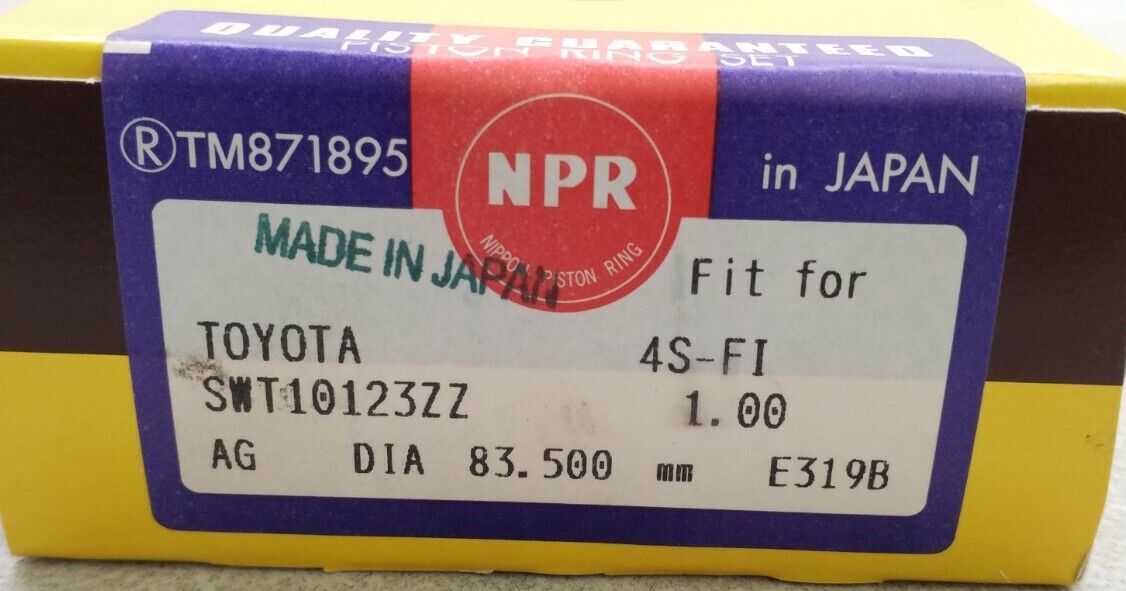 QUALITY GUARANTEED
PISTON RING SET
®TM871895
NPR
NIPPON PISTON RING
in JAPAN
MADE IN JAPAN
Fit for
TOYOTA 4S-FI
SWT10123ZZ 1.00
AG DIA 83.500 mm E319B